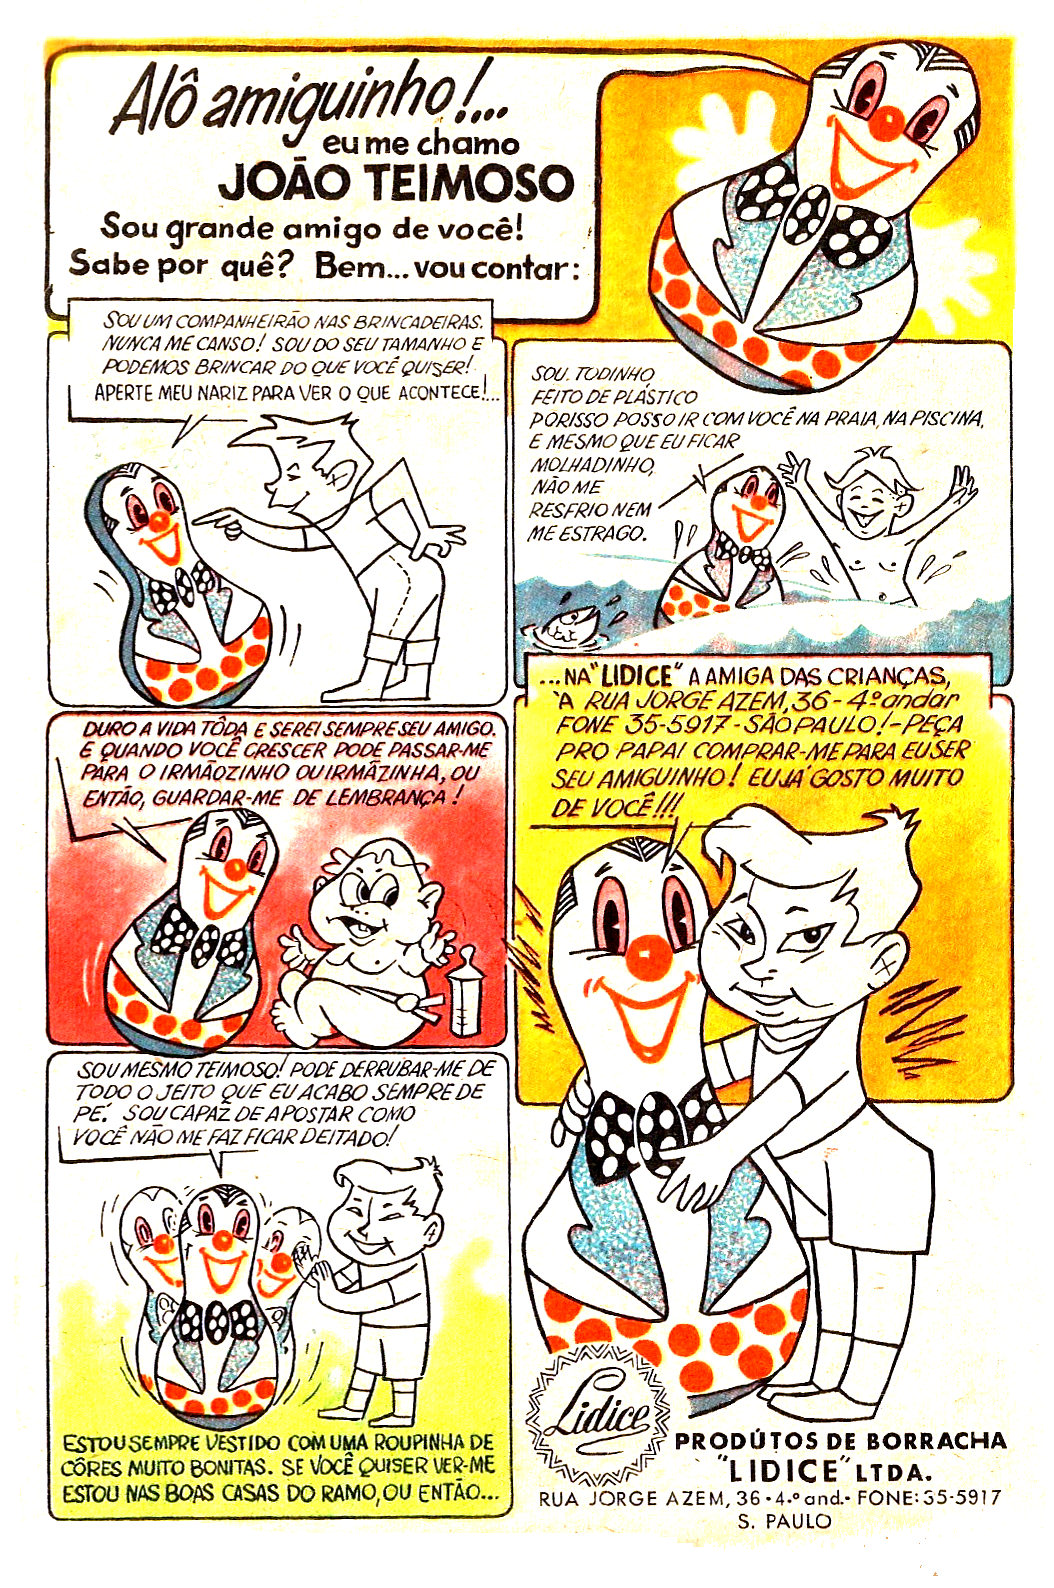 Alô amiguinho!...
eu me chamo
JOÃO TEIMOSO
Sou grande amigo de você!
Sabe por quê? Bem... vou contar:
SOU UM COMPANHEIRÃO NAS BRINCADEIRAS.
NUNCA ME CANSO! SOU DO SEU TAMANHO E
PODEMOS BRINCAR DO QUE VOCÊ QUISER!
APERTE MEU NARIZ PARA VER O QUE ACONTECE!...
SOU. TODINHO
FEITO DE PLÁSTICO
PORISSO POSSO IR COM VOCÊ NA PRAIA, NA PISCINA,
E MESMO QUE EU FICAR
MOLHADINHO,
NÃO ME
RESFRIO NEM
ME ESTRAGO.
DURO A VIDA TÔDA E SEREI SEMPRE SEU AMIGO.
E QUANDO VOCÊ CRESCER PODE PASSAR-ME
PARA O IRMÃOZINHO OU IRMÃZINHA, OU
ENTÃO, GUARDAR-ME DE LEMBRANÇA!
SOU MESMO TEIMOSO! PODE DERRUBAR-ME DE
TODO O JEITO QUE EU ACABO SEMPRE DE
PÉ. SOU CAPAZ DE APOSTAR COMO
VOCÊ NÃO ME FAZ FICAR DEITADO!
ESTOU SEMPRE VESTIDO COM UMA ROUPINHA DE
CÔRES MUITO BONITAS. SE VOCÊ QUISER VER-ME
ESTOU NAS BOAS CASAS DO RAMO, OU ENTÃO...
...NA "LIDICE" A AMIGA DAS CRIANÇAS,
À RUA JORGE AZEM, 36 - 4.º andar
FONE 35-5917 - SÃO PAULO! - PEÇA
PRO PAPAI COMPRAR-ME PARA EU SER
SEU AMIGUINHO! EU JÁ GOSTO MUITO
DE VOCÊ!!!
Lidice
PRODÚTOS DE BORRACHA
"LIDICE" LTDA.
RUA JORGE AZEM, 36 • 4.º and. • FONE: 35-5917
S. PAULO